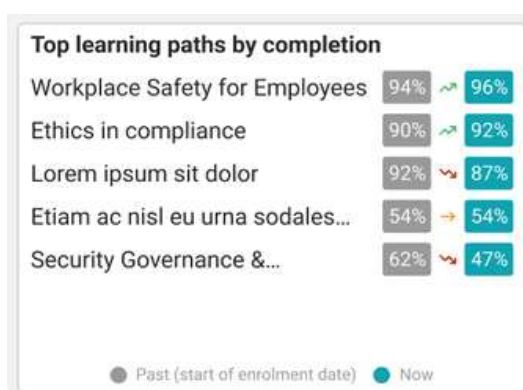 Top learning paths by completion
Workplace Safety for Employees 94% 96%
Ethics in compliance 90% 92%
Lorem ipsum sit dolor 92% 87%
Etiam ac nisl eu urna sodales... 54% 54%
Security Governance &... 62% 47%
Past (start of enrolment date) Now